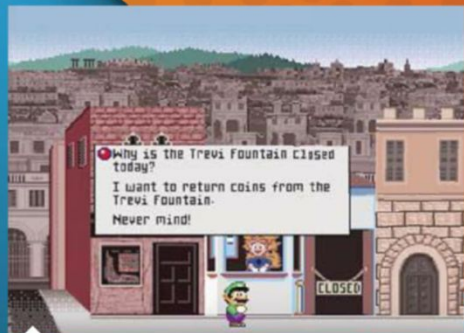 Why is the Trevi Fountain closed
today?
I want to return coins from the
Trevi Fountain.
Never mind!
CLOSED